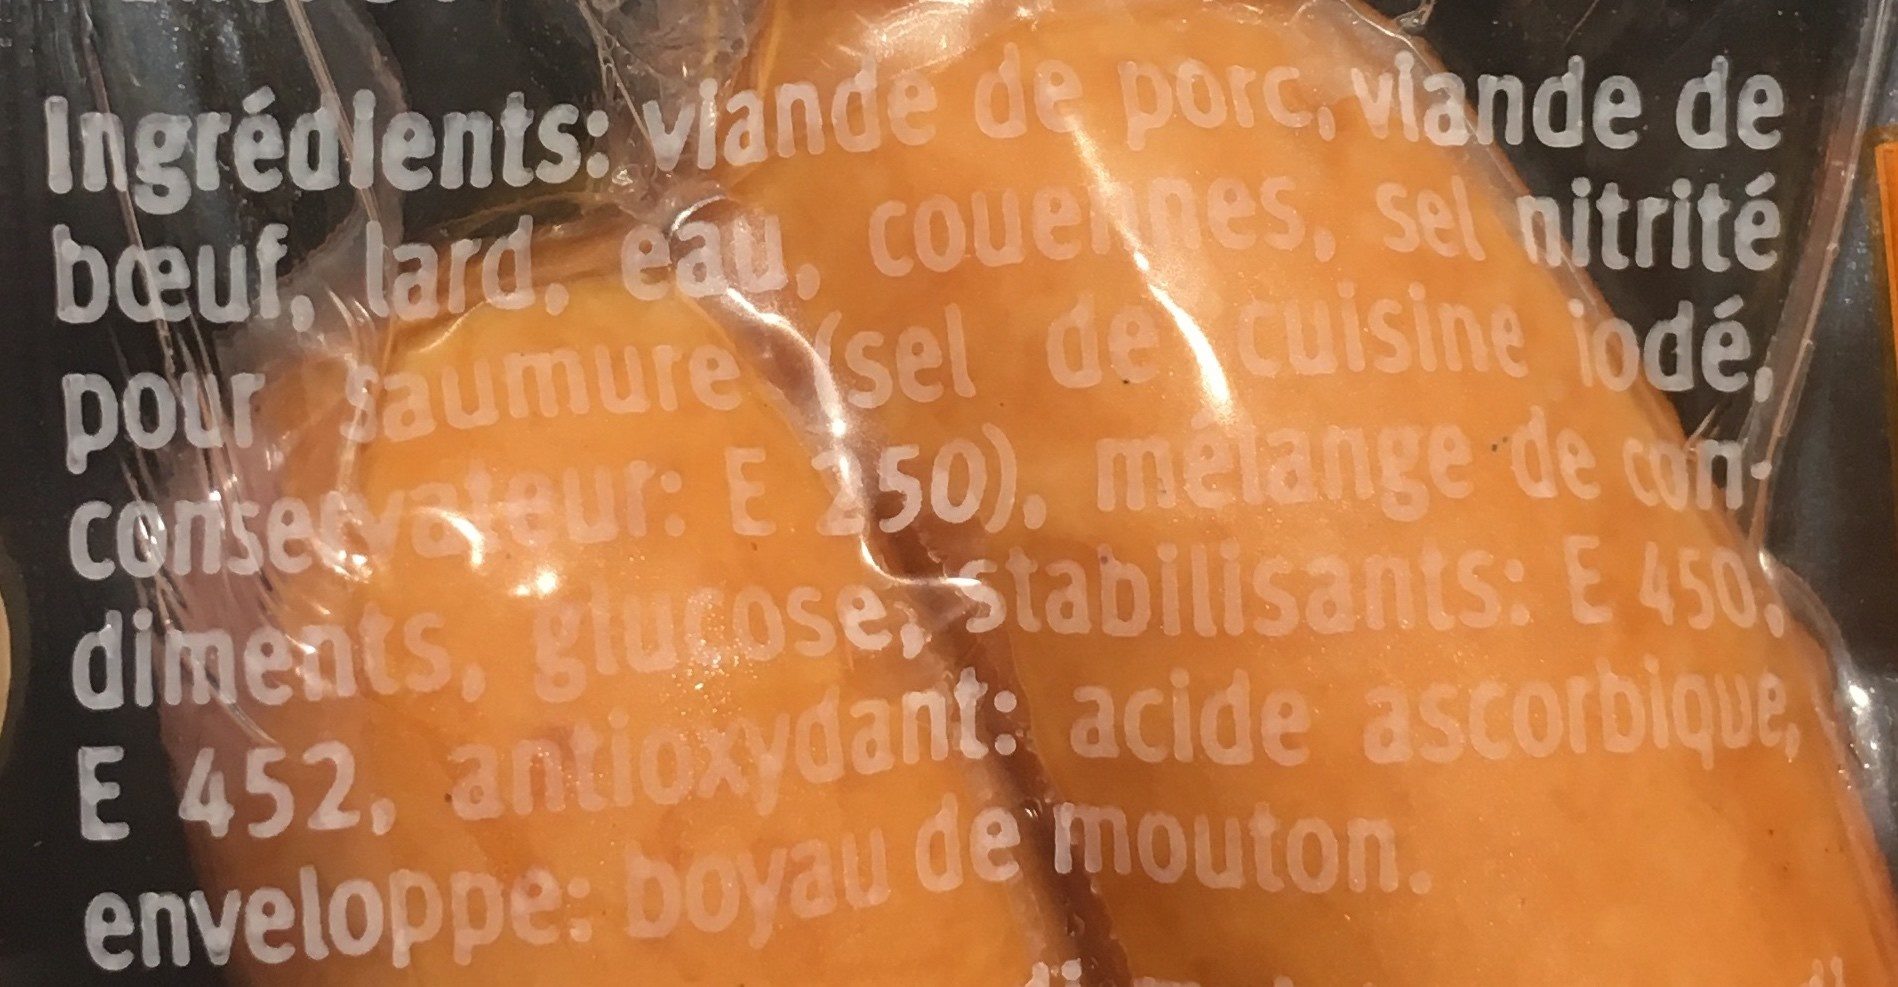 Ingrédients: viande de porc, viande de
bœuf, lard, eau, couennes, sel nitrité
pour saumure (sel de cuisine iodé,
conservateur: E 250), mélange de con-
diments, glucose, stabilisants: E 450,
E 452, antioxydant: acide ascorbique,
enveloppe: boyau de mouton.